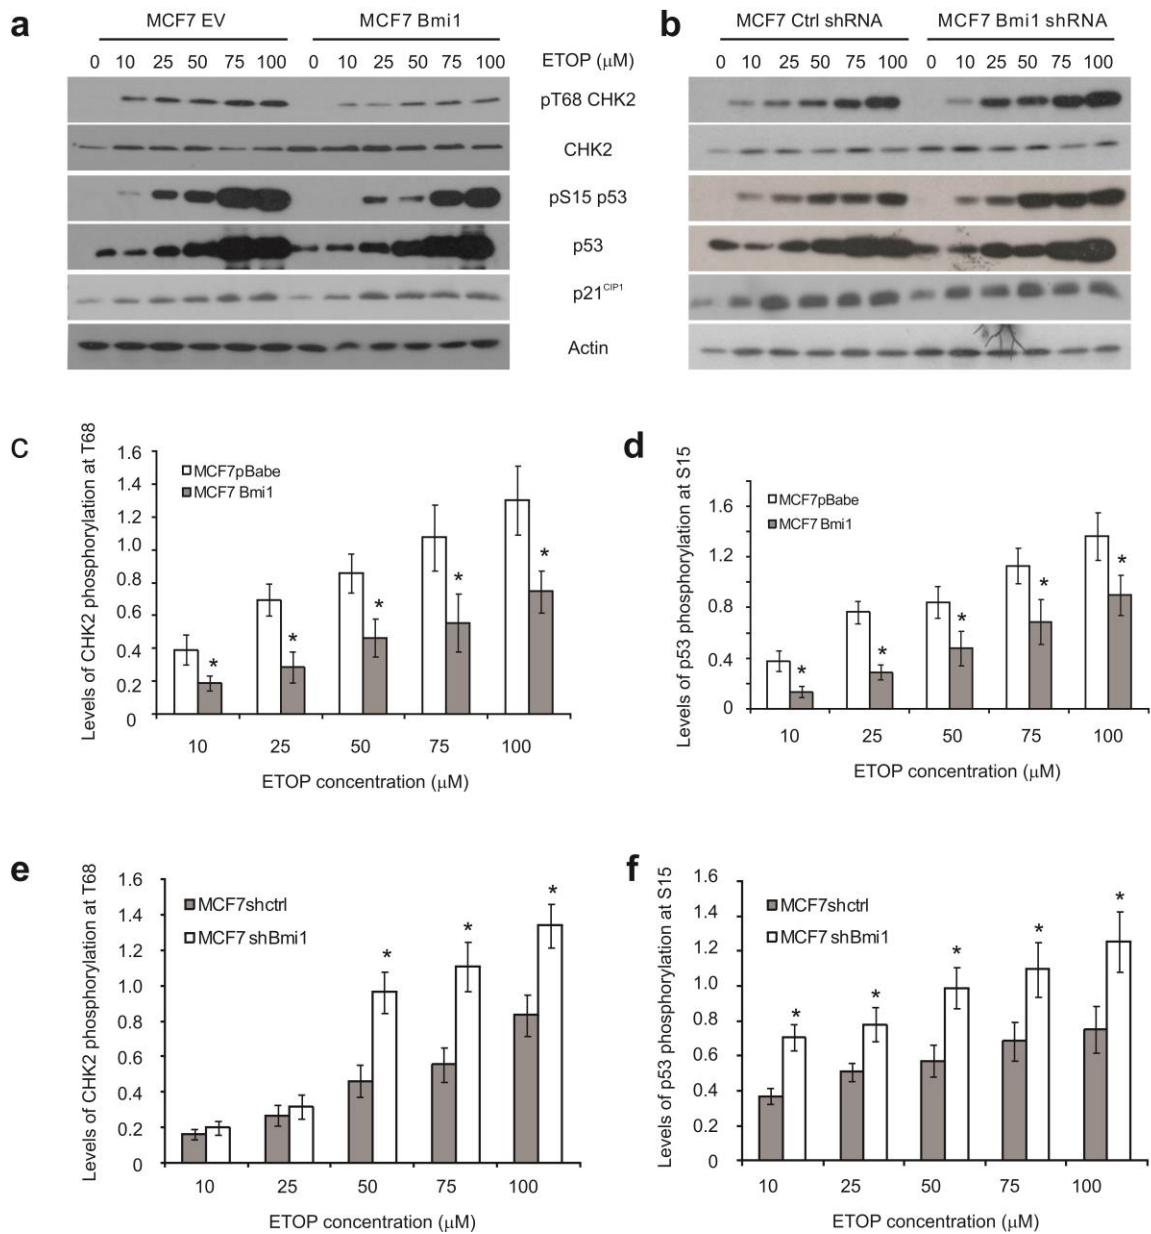 a
MCF7 EV
MCF7 Bmi1
0 10 25 50 75 100 0 10 25 50 75 100 ETOP (μM)
pT68 CHK2
CHK2
pS15 p53
p53
p21CIP1
Actin
b
MCF7 Ctrl shRNA
MCF7 Bmi1 shRNA
0 10 25 50 75 100 0 10 25 50 75 100
c
Levels of CHK2 phosphorylation at T68
1.6
1.4
1.2
1.0
0.8
0.6
0.4
0.2
0
MCF7pBabe
MCF7 Bmi1
* * * * *
10 25 50 75 100
ETOP concentration (μM)
d
Levels of p53 phosphorylation at S15
1.6
1.2
0.8
0.4
0
MCF7pBabe
MCF7 Bmi1
* * * * *
10 25 50 75 100
ETOP concentration (μM)
e
Levels of CHK2 phosphorylation at T68
1.6
1.4
1.2
1.0
0.8
0.6
0.4
0.2
0
MCF7shctrl
MCF7 shBmi1
* * *
10 25 50 75 100
ETOP concentration (μM)
f
Levels of p53 phosphorylation at S15
1.6
1.4
1.2
1.0
0.8
0.6
0.4
0.2
0
MCF7shctrl
MCF7 shBmi1
* * * * *
10 25 50 75 100
ETOP concentration (μM)